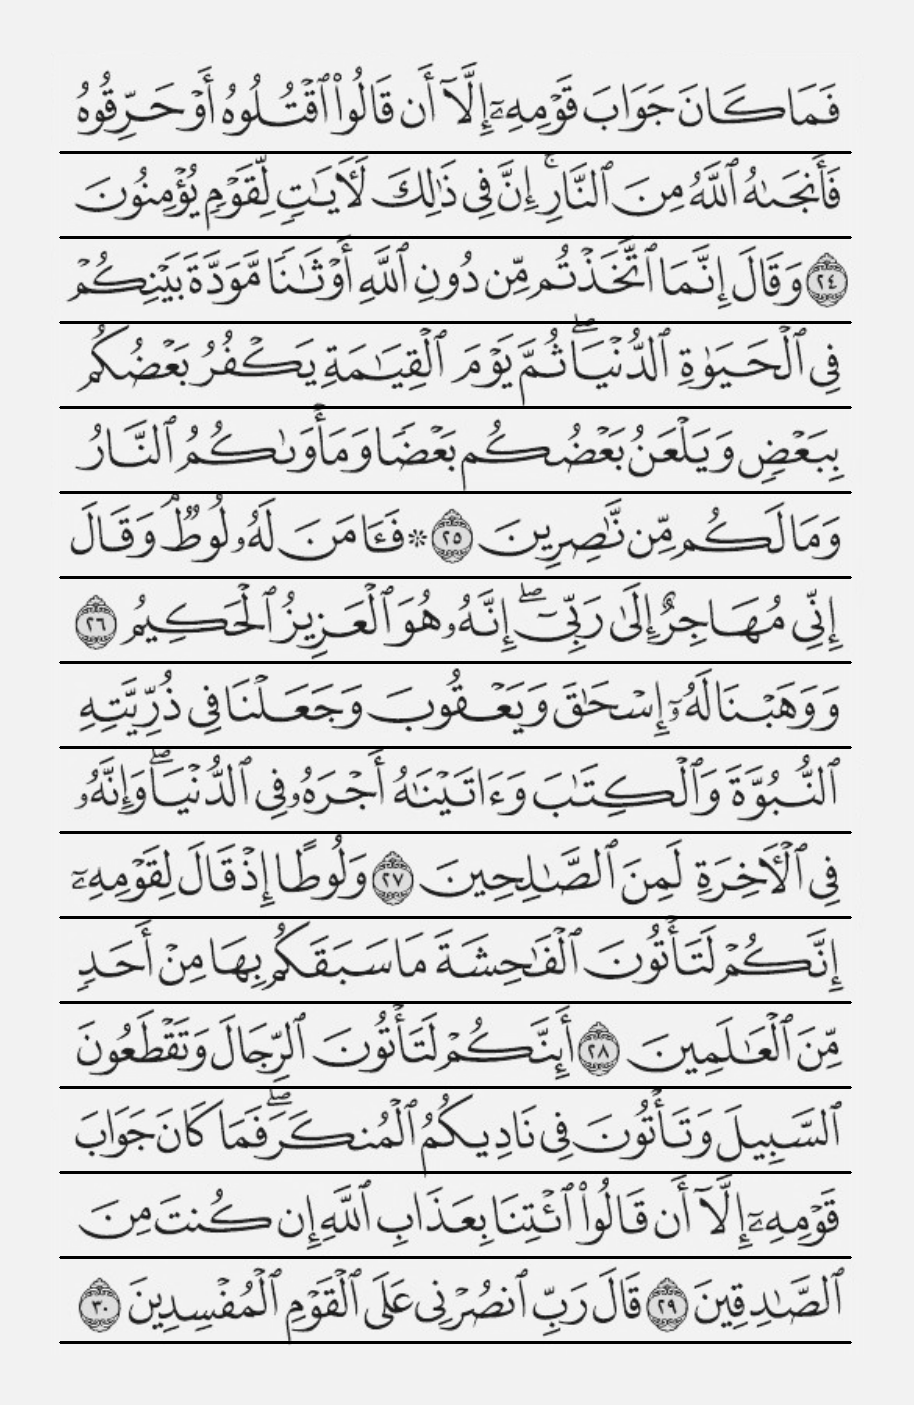 فَمَا كَانَ جَوَابَ قَوْمِهِۦٓ إِلَّآ أَن قَالُوا۟ ٱقْتُلُوهُ أَوْ حَرِّقُوهُ
فَأَنجَىٰهُ ٱللَّهُ مِنَ ٱلنَّارِ ۚ إِنَّ فِى ذَٰلِكَ لَـَٔايَـٰتٍ لِّقَوْمٍ يُؤْمِنُونَ
٢٤ وَقَالَ إِنَّمَا ٱتَّخَذْتُم مِّن دُونِ ٱللَّهِ أَوْثَـٰنًا مَّوَدَّةَ بَيْنِكُمْ
فِى ٱلْحَيَوٰةِ ٱلدُّنْيَا ۖ ثُمَّ يَوْمَ ٱلْقِيَـٰمَةِ يَكْفُرُ بَعْضُكُم
بِبَعْضٍ وَيَلْعَنُ بَعْضُكُم بَعْضًا وَمَأْوَىٰكُمُ ٱلنَّارُ
وَمَا لَكُم مِّن نَّـٰصِرِينَ ٢٥ ۞ فَـَٔامَنَ لَهُۥ لُوطٌ ۘ وَقَالَ
إِنِّى مُهَاجِرٌ إِلَىٰ رَبِّىٓ ۖ إِنَّهُۥ هُوَ ٱلْعَزِيزُ ٱلْحَكِيمُ ٢٦
وَوَهَبْنَا لَهُۥٓ إِسْحَـٰقَ وَيَعْقُوبَ وَجَعَلْنَا فِى ذُرِّيَّتِهِ
ٱلنُّبُوَّةَ وَٱلْكِتَـٰبَ وَءَاتَيْنَـٰهُ أَجْرَهُۥ فِى ٱلدُّنْيَا ۖ وَإِنَّهُۥ
فِى ٱلْـَٔاخِرَةِ لَمِنَ ٱلصَّـٰلِحِينَ ٢٧ وَلُوطًا إِذْ قَالَ لِقَوْمِهِۦٓ
إِنَّكُمْ لَتَأْتُونَ ٱلْفَـٰحِشَةَ مَا سَبَقَكُم بِهَا مِنْ أَحَدٍ
مِّنَ ٱلْعَـٰلَمِينَ ٢٨ أَئِنَّكُمْ لَتَأْتُونَ ٱلرِّجَالَ وَتَقْطَعُونَ
ٱلسَّبِيلَ وَتَأْتُونَ فِى نَادِيكُمُ ٱلْمُنكَرَ ۖ فَمَا كَانَ جَوَابَ
قَوْمِهِۦٓ إِلَّآ أَن قَالُوا۟ ٱئْتِنَا بِعَذَابِ ٱللَّهِ إِن كُنتَ مِنَ
ٱلصَّـٰدِقِينَ ٢٩ قَالَ رَبِّ ٱنصُرْنِى عَلَى ٱلْقَوْمِ ٱلْمُفْسِدِينَ ٣٠